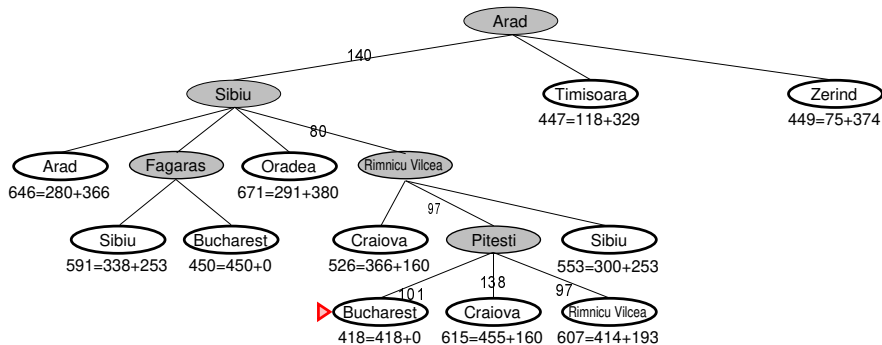 Arad
140
Sibiu
Timisoara
Zerind
447=118+329
449=75+374
80
Arad
Fagaras
Oradea
Rimnicu Vilcea
646=280+366
671=291+380
97
Sibiu
Bucharest
Craiova
Pitesti
Sibiu
591=338+253
450=450+0
526=366+160
553=300+253
101
138
97
Bucharest
Craiova
Rimnicu Vilcea
418=418+0
615=455+160
607=414+193